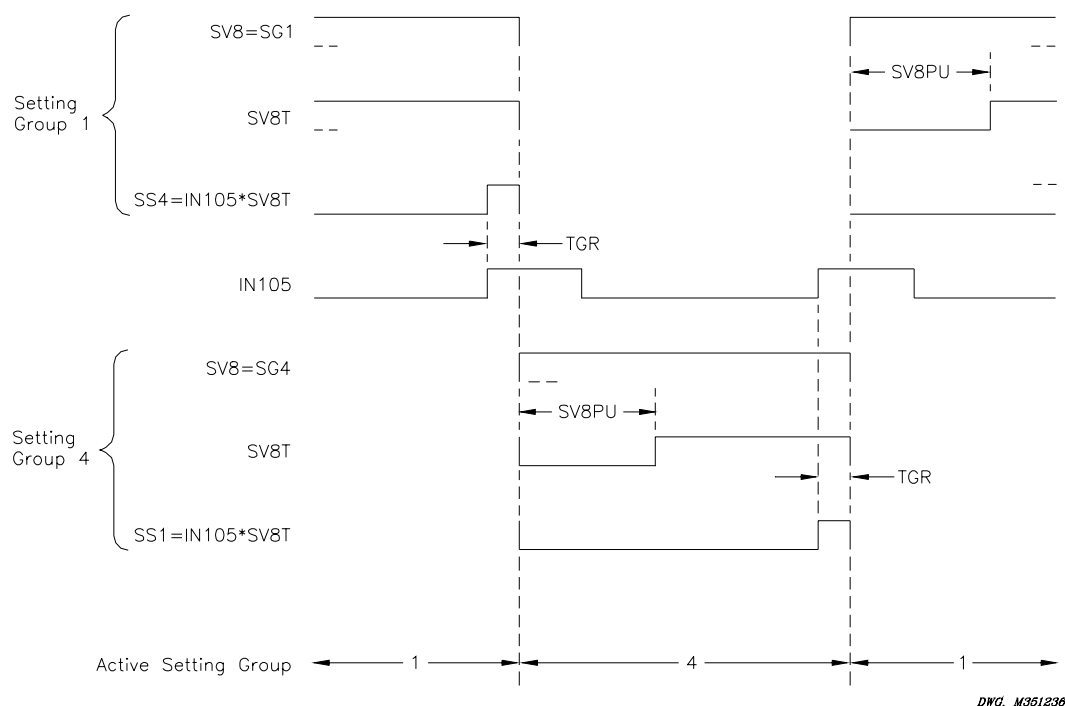 SV8=SG1
SV8PU
Setting
Group 1
SV8T
SS4=IN105*SV8T
TGR
IN105
SV8=SG4
SV8PU
Setting
Group 4
SV8T
TGR
SS1=IN105*SV8T
Active Setting Group
1
4
1
DWG. M351236